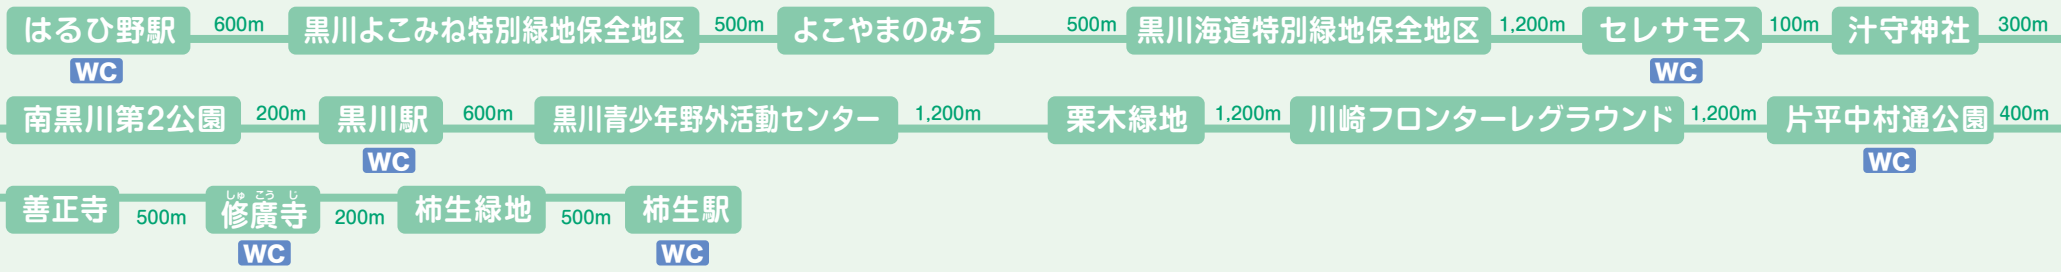 はるひ野駅 600m 黒川よこみね特別緑地保全地区 500m よこやまのみち 500m 黒川海道特別緑地保全地区 1,200m セレサモス 100m 汁守神社 300m
WC WC
南黒川第2公園 200m 黒川駅 600m 黒川青少年野外活動センター 1,200m 栗木緑地 1,200m 川崎フロンターレグラウンド 1,200m 片平中村通公園 400m
WC WC
しゅ こう じ
善正寺 500m 修廣寺 200m 柿生緑地 500m 柿生駅
WC WC